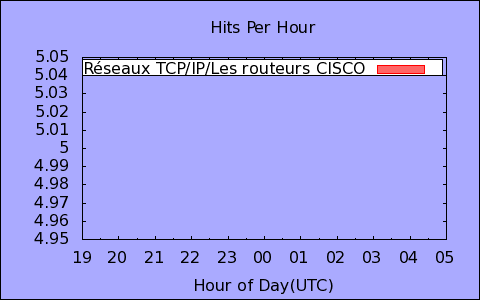 Hits Per Hour
5.05
Réseaux TCP/IP/Les routeurs CISCO
5.04
5.03
5.02
5.01
5
4.99
4.98
4.97
4.96
4.95
19 20 21 22 23 00 01 02 03 04 05
Hour of Day(UTC)